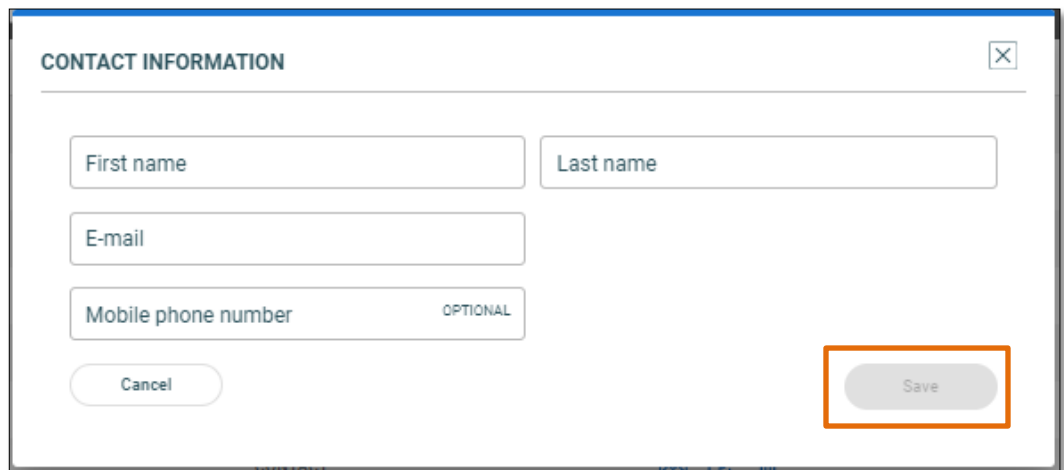 CONTACT INFORMATION
First name Last name
E-mail
Mobile phone number OPTIONAL
Cancel Save